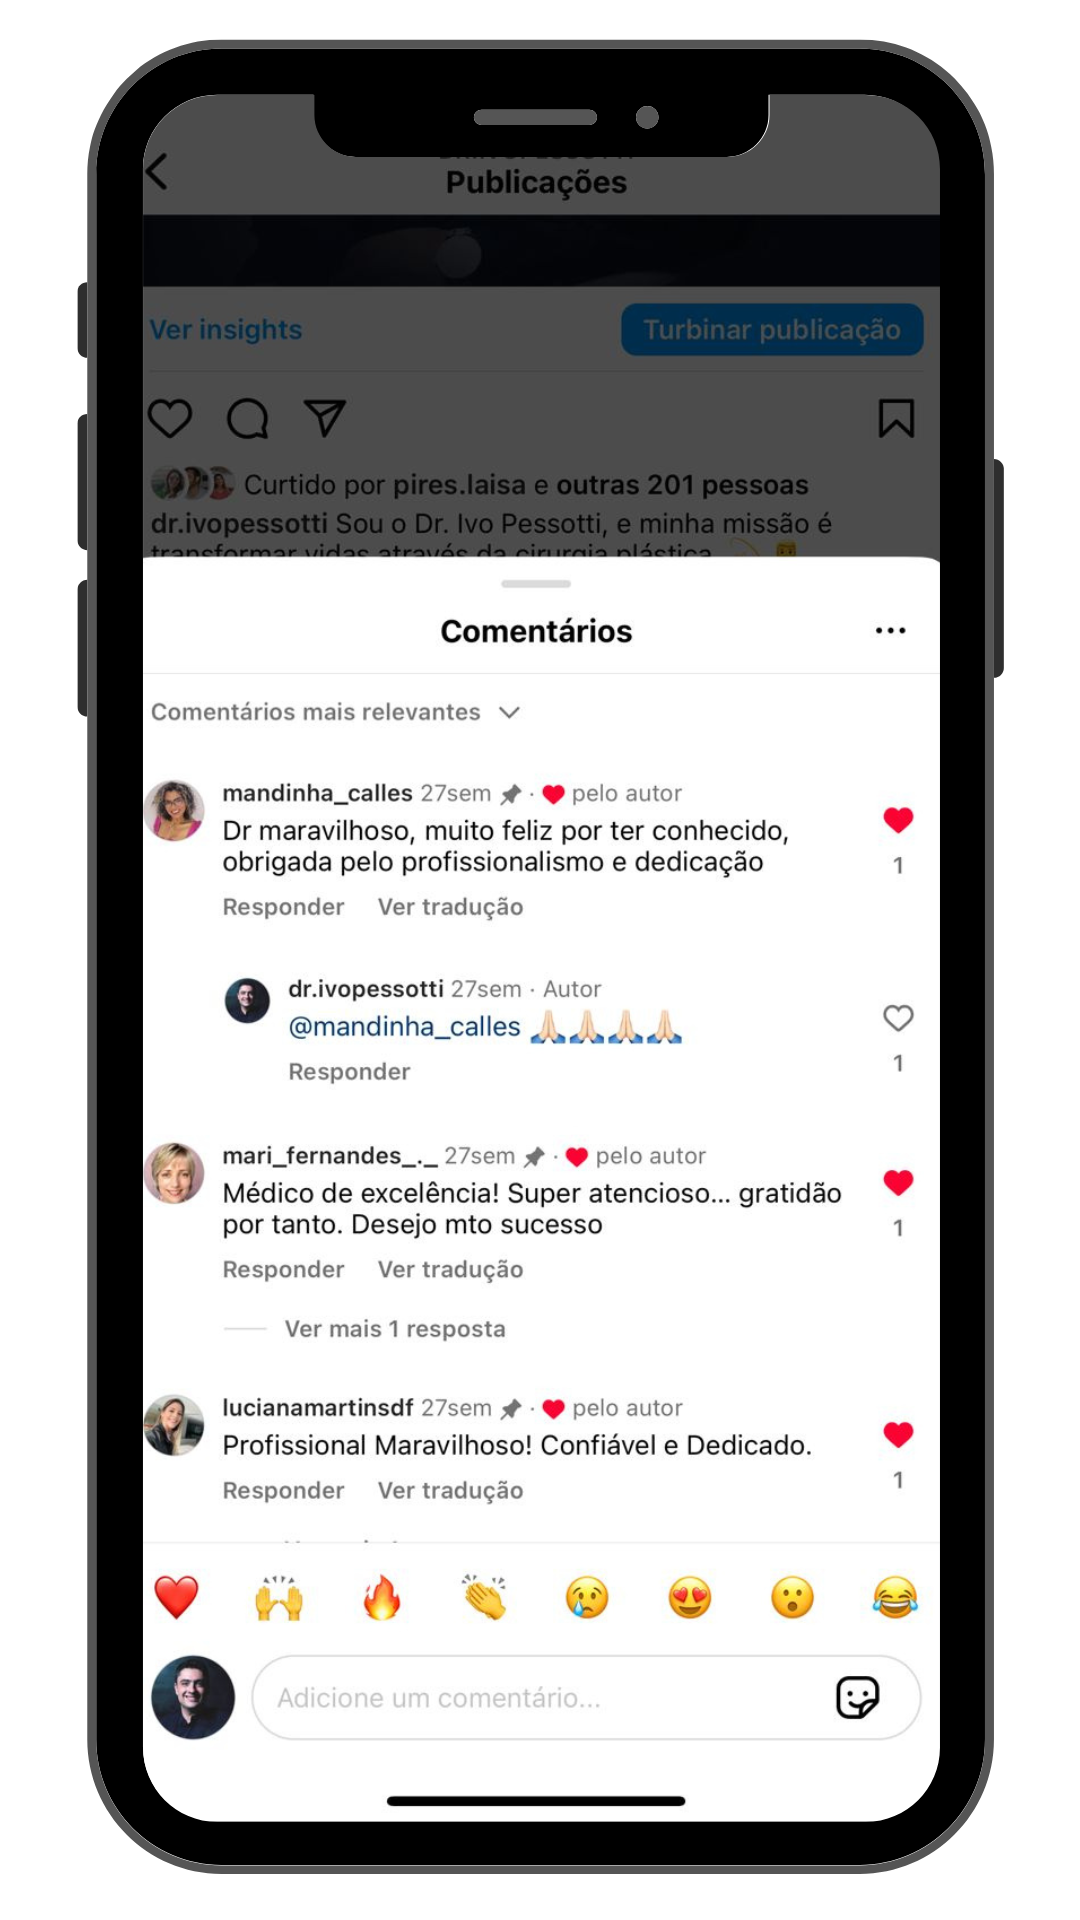 Publicações
Ver insights
Turbinar publicação
Curtido por pires.laisa e outras 201 pessoas
dr.ivopessotti Sou o Dr. Ivo Pessotti, e minha missão é
transformar vidas através da cirurgia plástica
Comentários
Comentários mais relevantes
mandinha_calles 27sem · pelo autor
Dr maravilhoso, muito feliz por ter conhecido,
obrigada pelo profissionalismo e dedicação
1
Responder Ver tradução
dr.ivopessotti 27sem · Autor
@mandinha_calles 🙏🏻🙏🏻🙏🏻🙏🏻
1
Responder
mari_fernandes_._ 27sem · pelo autor
Médico de excelência! Super atencioso... gratidão
por tanto. Desejo mto sucesso
1
Responder Ver tradução
Ver mais 1 resposta
lucianamartinsdf 27sem · pelo autor
Profissional Maravilhoso! Confiável e Dedicado.
1
Responder Ver tradução
Adicione um comentário...